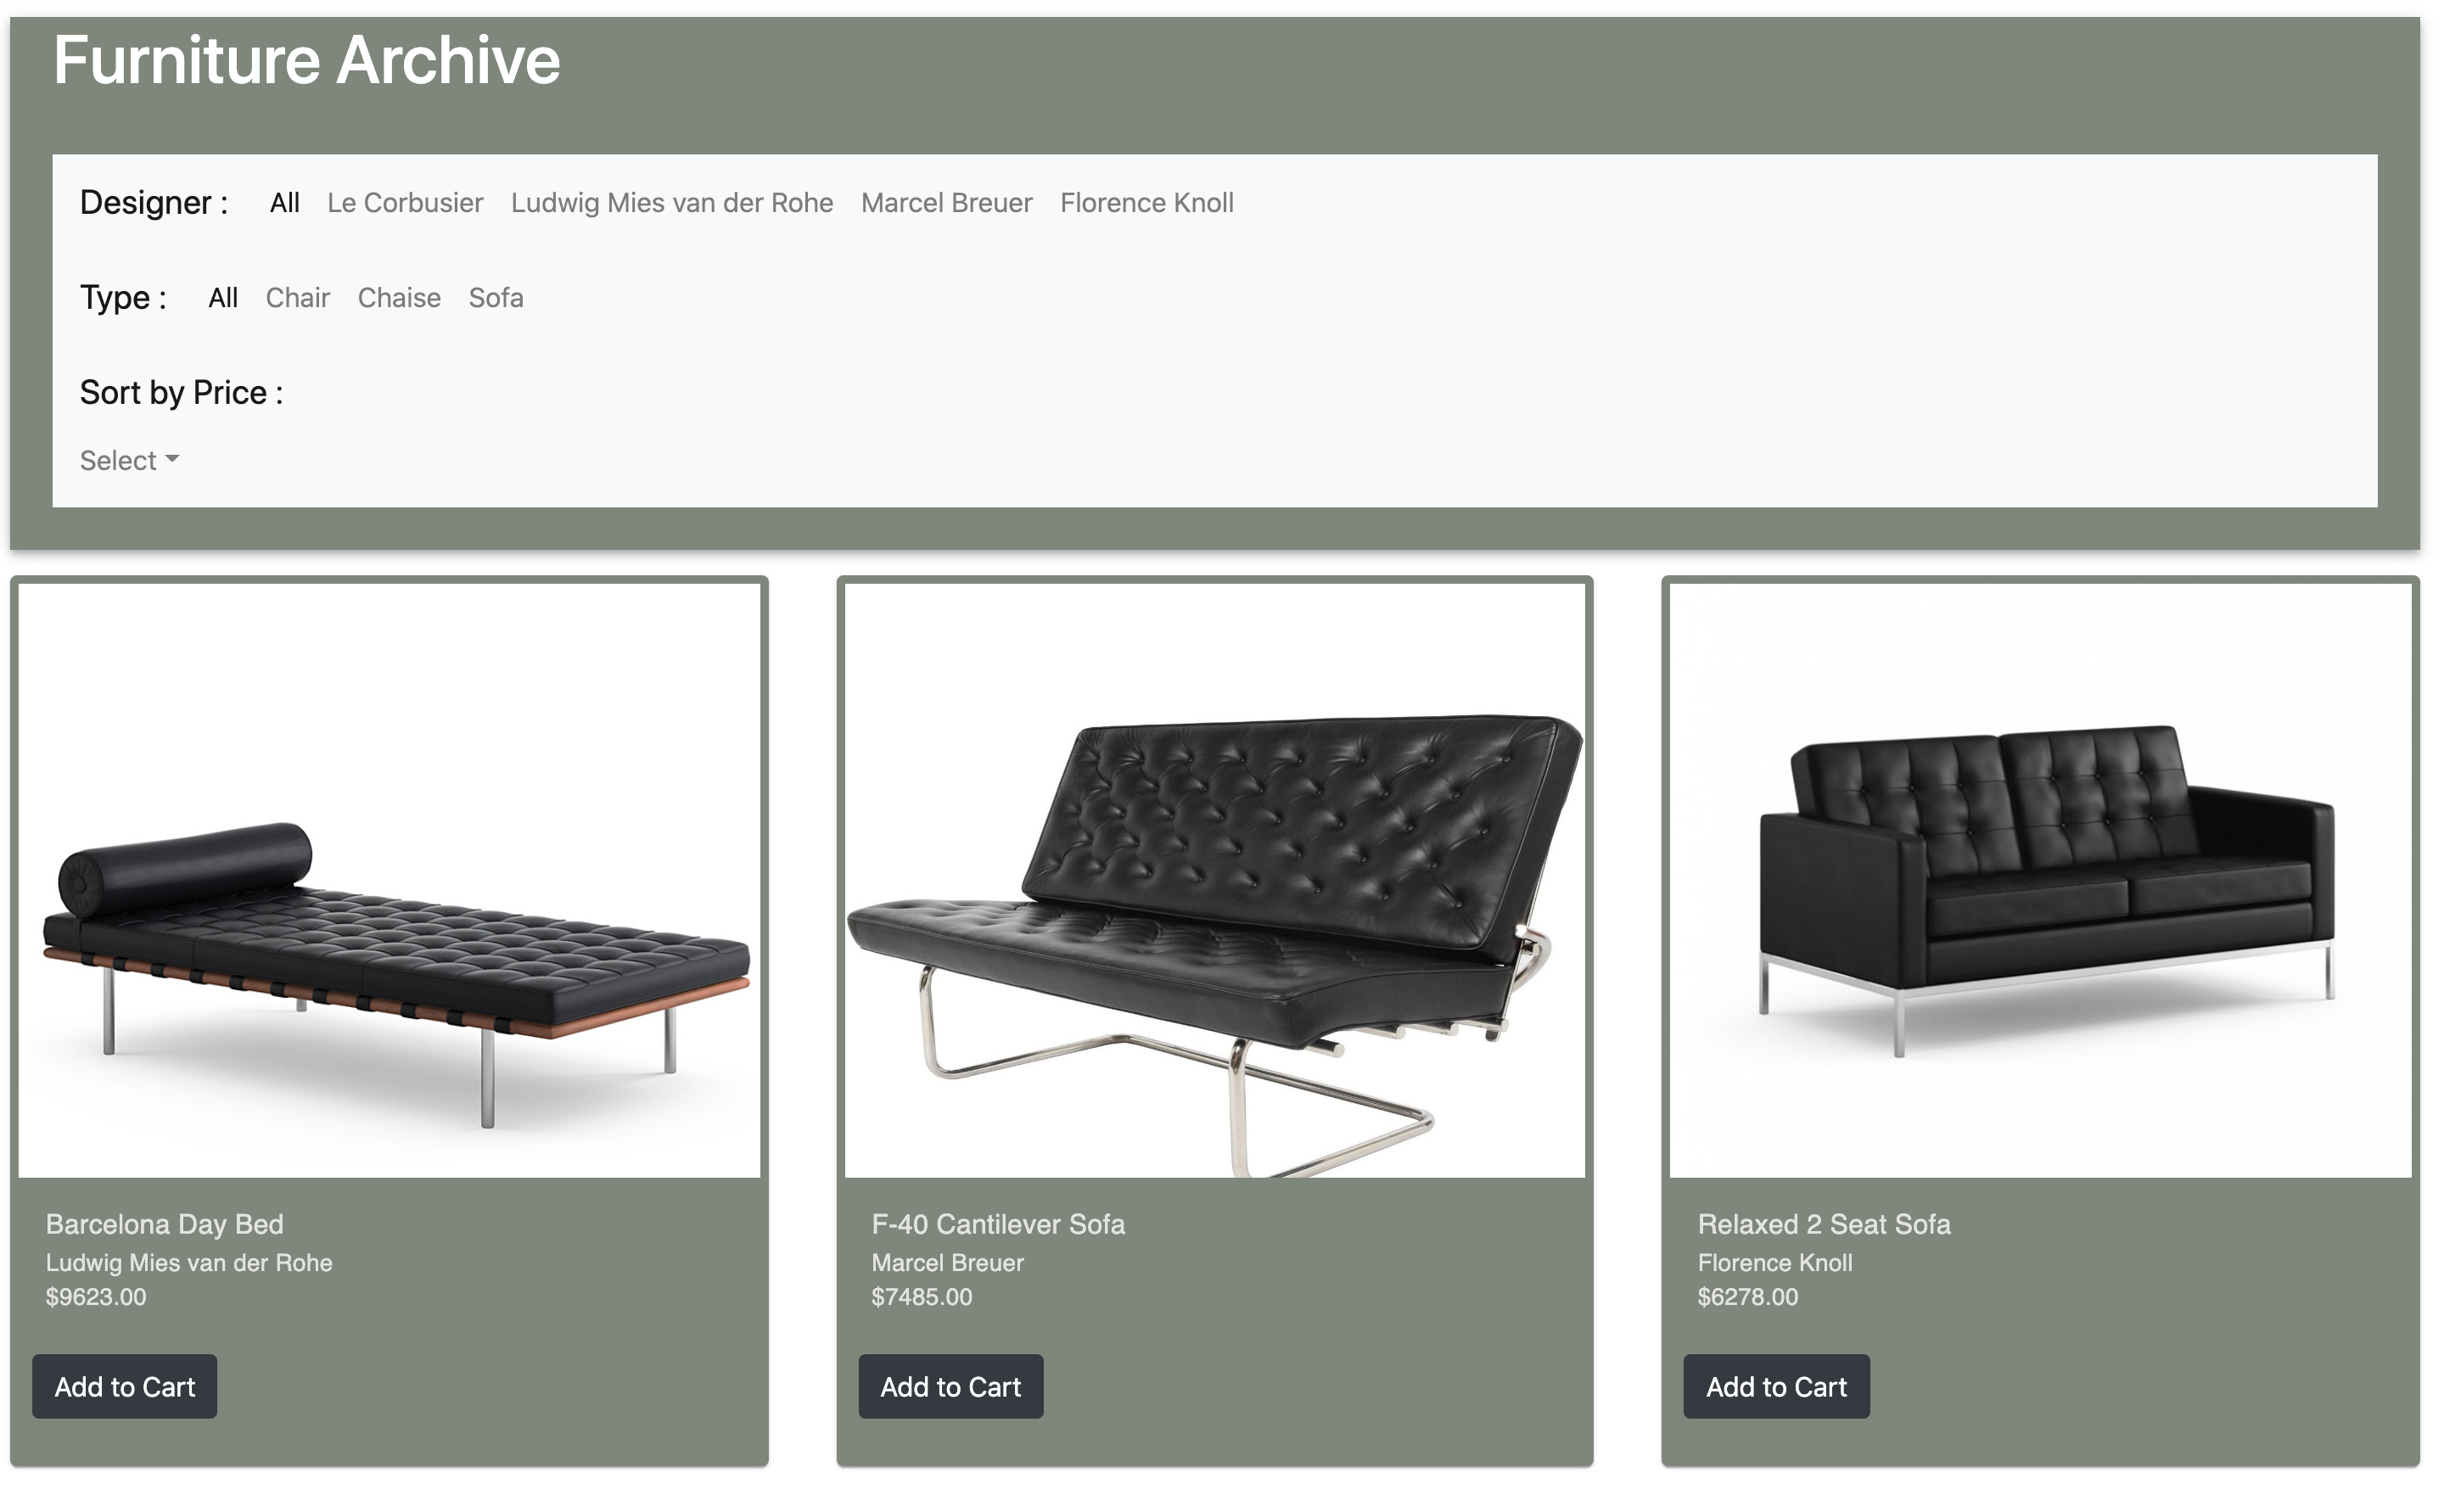 Furniture Archive
Designer : All Le Corbusier Ludwig Mies van der Rohe Marcel Breuer Florence Knoll
Type : All Chair Chaise Sofa
Sort by Price :
Select
Barcelona Day Bed
Ludwig Mies van der Rohe
$9623.00
Add to Cart
F-40 Cantilever Sofa
Marcel Breuer
$7485.00
Add to Cart
Relaxed 2 Seat Sofa
Florence Knoll
$6278.00
Add to Cart